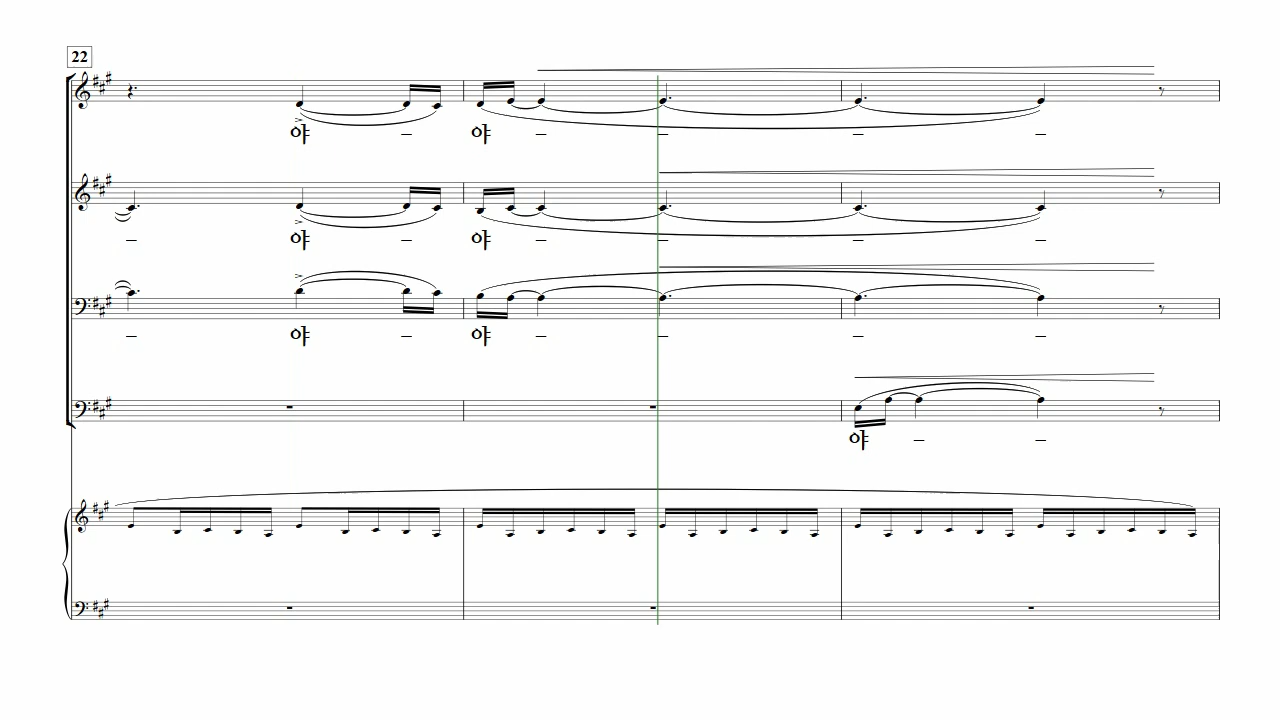 22
야 – 야 – – – –
– 야 – 야 – – – –
– 야 – 야 – – – –
야 – –